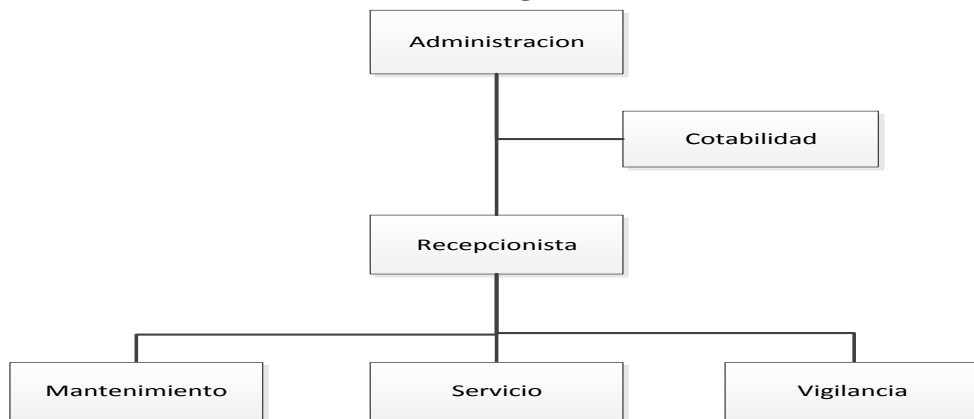 Administracion
Cotabilidad
Recepcionista
Mantenimiento
Servicio
Vigilancia